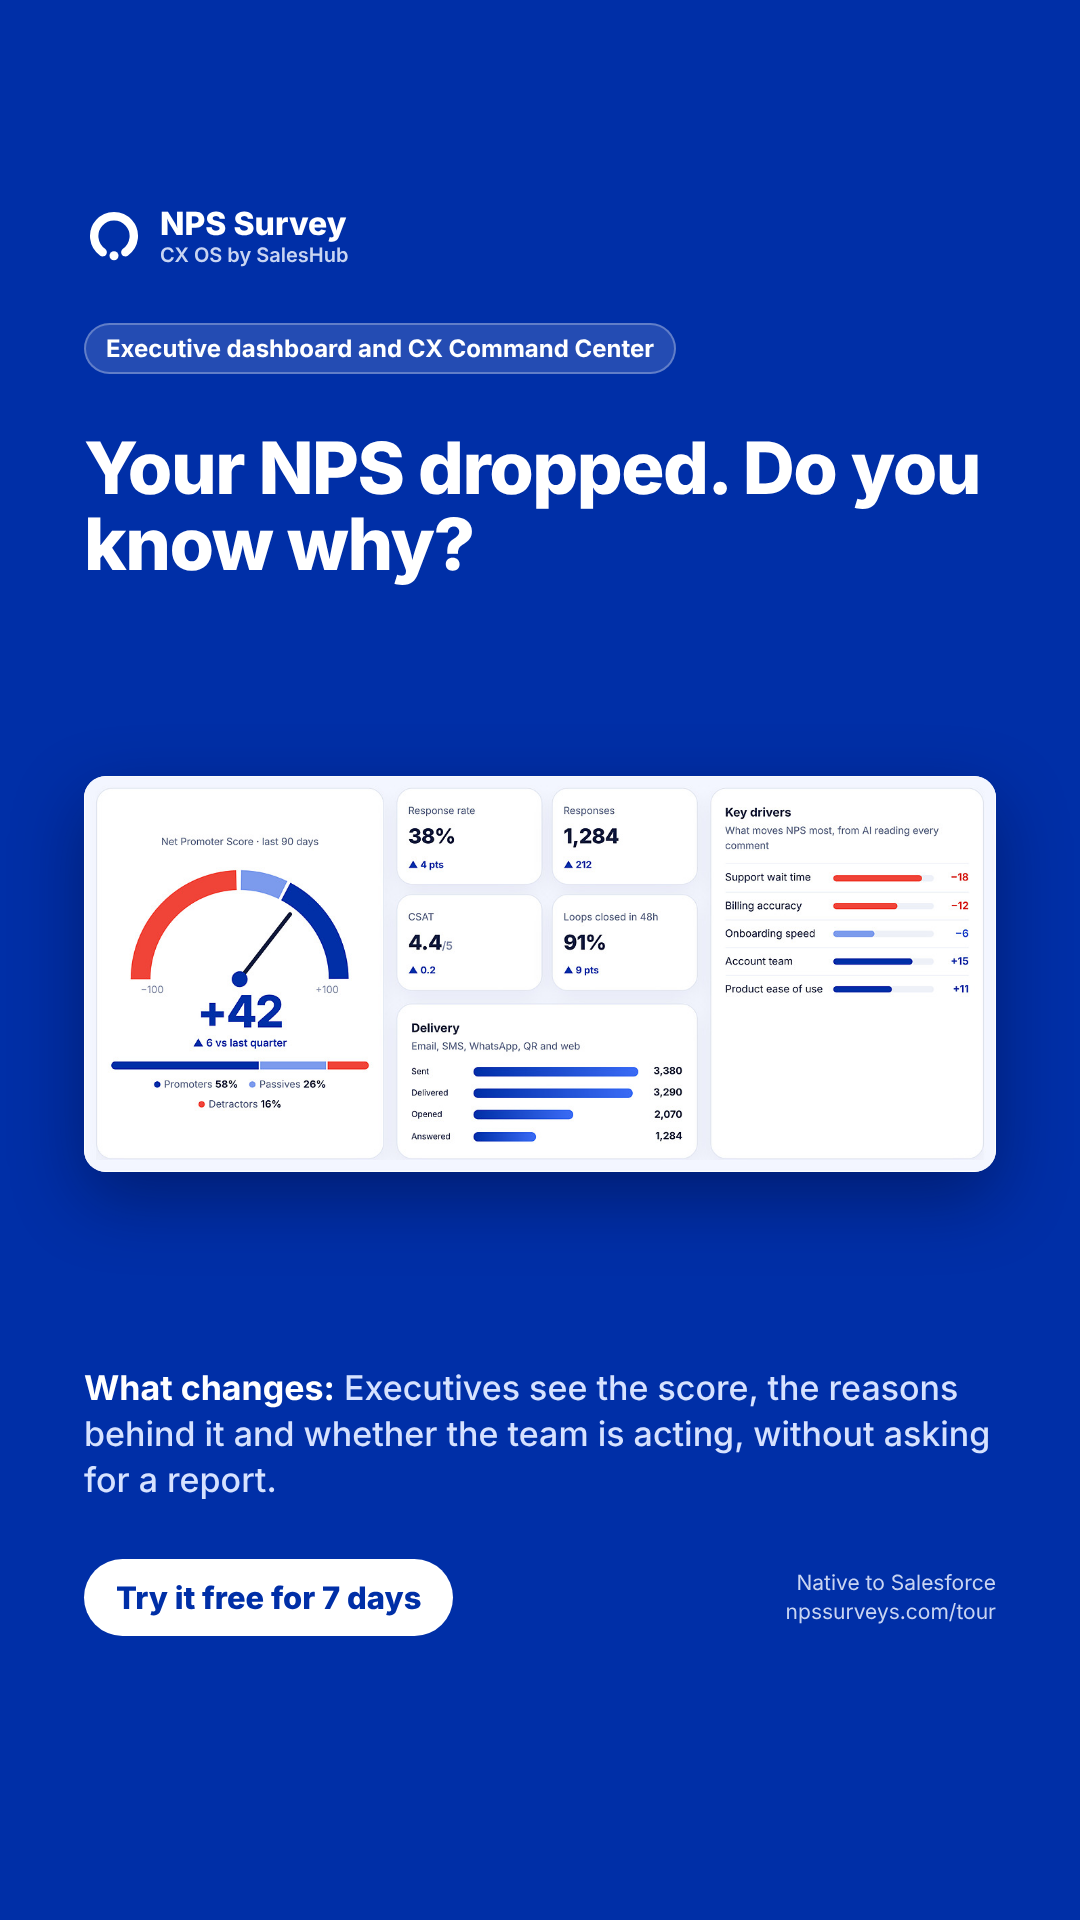 NPS Survey
CX OS by SalesHub
Executive dashboard and CX Command Center
Your NPS dropped. Do you
know why?
Net Promoter Score · last 90 days
−100
+100
+42
▲ 6 vs last quarter
Promoters 58% Passives 26%
Detractors 16%
Response rate
38%
▲ 4 pts
Responses
1,284
▲ 212
CSAT
4.4/5
▲ 0.2
Loops closed in 48h
91%
▲ 9 pts
Delivery
Email, SMS, WhatsApp, QR and web
Sent 3,380
Delivered 3,290
Opened 2,070
Answered 1,284
Key drivers
What moves NPS most, from AI reading every
comment
Support wait time −18
Billing accuracy −12
Onboarding speed −6
Account team +15
Product ease of use +11
What changes: Executives see the score, the reasons
behind it and whether the team is acting, without asking
for a report.
Try it free for 7 days
Native to Salesforce
npssurveys.com/tour